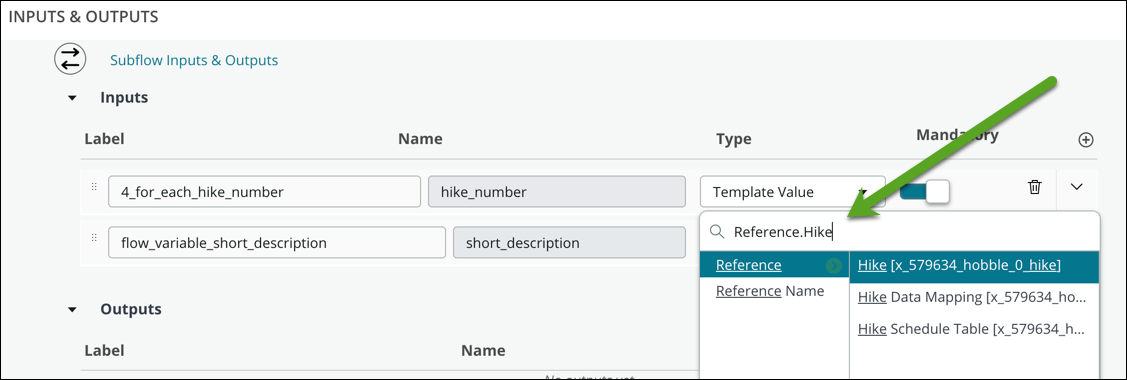 INPUTS & OUTPUTS
Subflow Inputs & Outputs
Inputs
Label Name Type Mandatory
4_for_each_hike_number hike_number Template Value
flow_variable_short_description short_description
Reference.Hike
Reference Hike [x_579634_hobble_0_hike]
Reference Name Hike Data Mapping [x_579634_ho...
Hike Schedule Table [x_579634_h...
Outputs
Label Name
No outputs yet